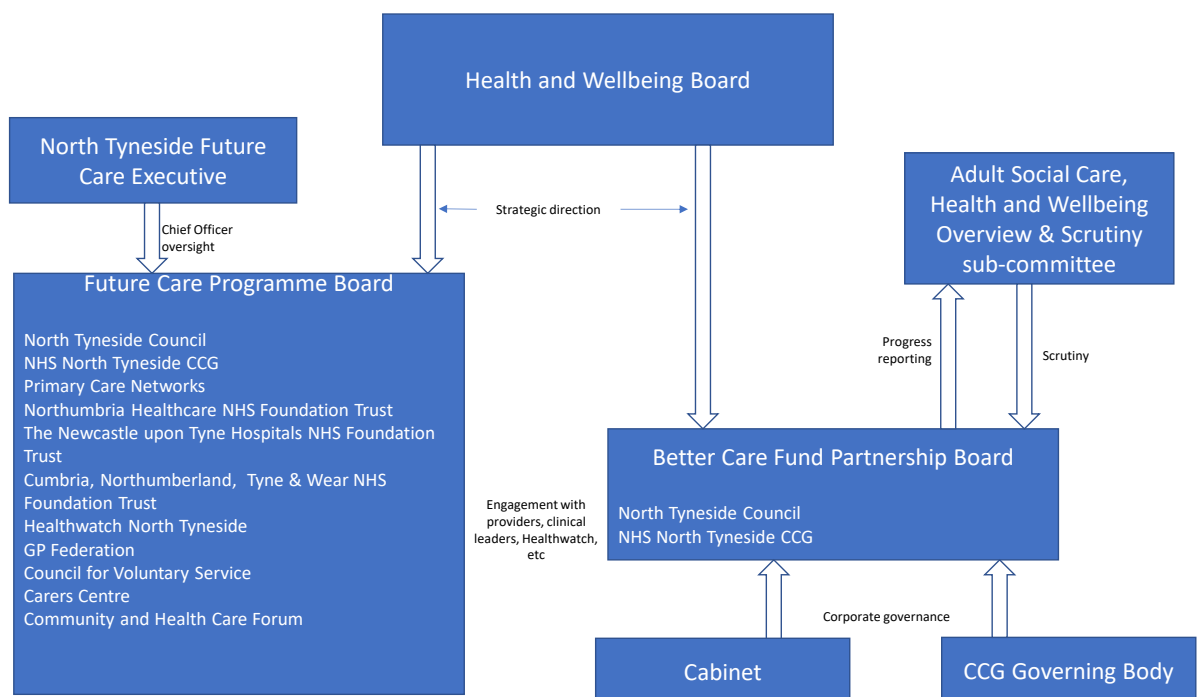 Health and Wellbeing Board
North Tyneside Future
Care Executive
Adult Social Care,
Health and Wellbeing
Overview & Scrutiny
sub-committee
Strategic direction
Chief Officer
oversight
Future Care Programme Board
North Tyneside Council
NHS North Tyneside CCG
Primary Care Networks
Northumbria Healthcare NHS Foundation Trust
The Newcastle upon Tyne Hospitals NHS Foundation
Trust
Cumbria, Northumberland, Tyne & Wear NHS
Foundation Trust
Healthwatch North Tyneside
GP Federation
Council for Voluntary Service
Carers Centre
Community and Health Care Forum
Progress
reporting
Scrutiny
Better Care Fund Partnership Board
North Tyneside Council
NHS North Tyneside CCG
Engagement with
providers, clinical
leaders, Healthwatch,
etc
Corporate governance
Cabinet
CCG Governing Body